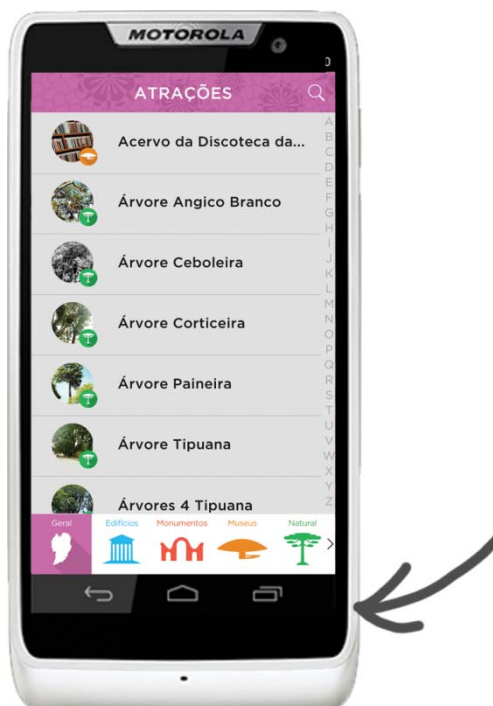 MOTOROLA
ATRAÇÕES
Acervo da Discoteca da...
Árvore Angico Branco
Árvore Ceboleira
Árvore Corticeira
Árvore Paineira
Árvore Tipuana
Árvores 4 Tipuana
A
B
C
D
E
F
G
H
I
J
K
L
M
N
O
P
Q
R
S
T
U
V
W
X
Y
Z
Geral
Edifícios
Monumentos
Museus
Natural